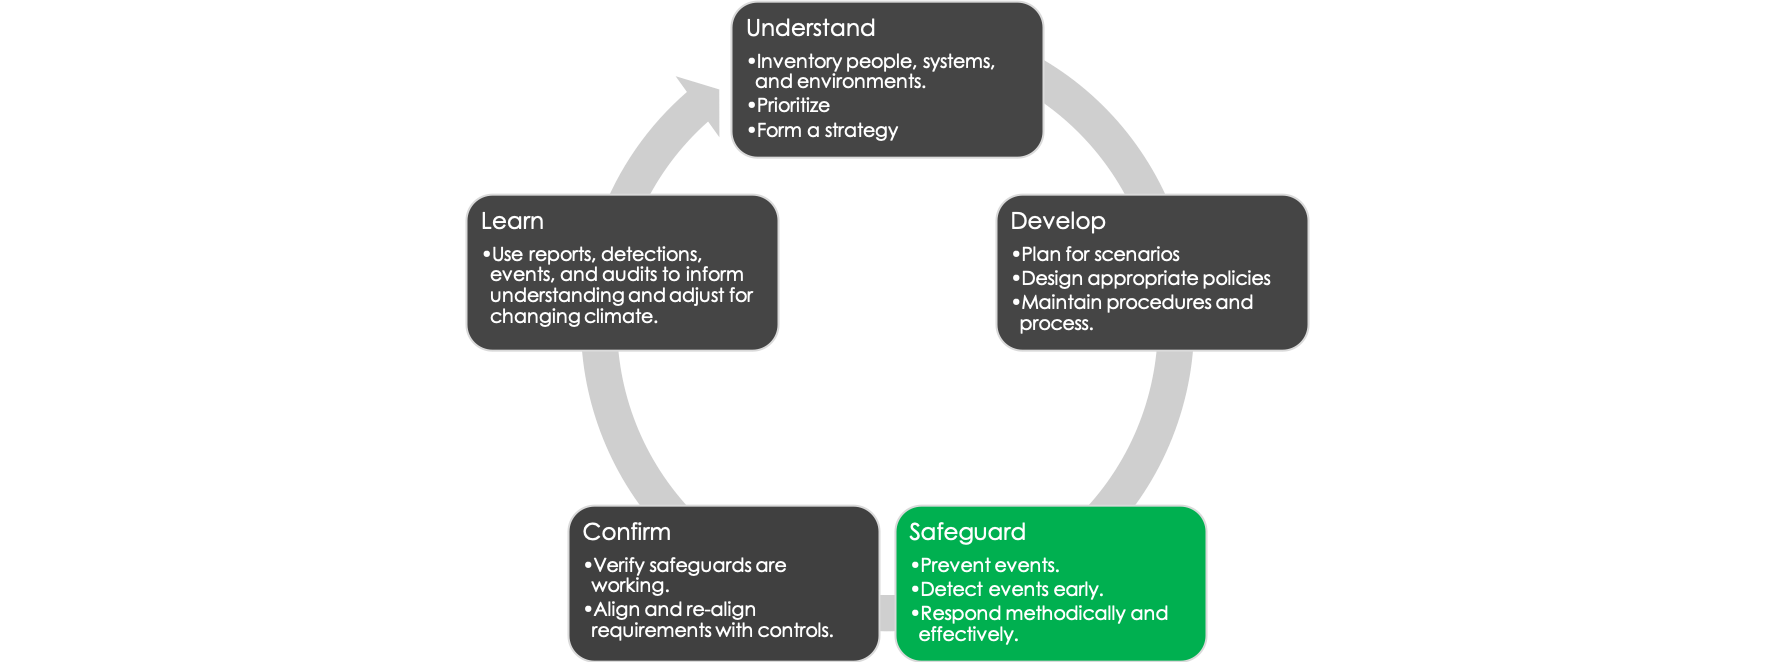 Understand
•Inventory people, systems,
and environments.
•Prioritize
•Form a strategy
Develop
•Plan for scenarios
•Design appropriate policies
•Maintain procedures and
process.
Safeguard
•Prevent events.
•Detect events early.
•Respond methodically and
effectively.
Confirm
•Verify safeguards are
working.
•Align and re-align
requirements with controls.
Learn
•Use reports, detections,
events, and audits to inform
understanding and adjust for
changing climate.